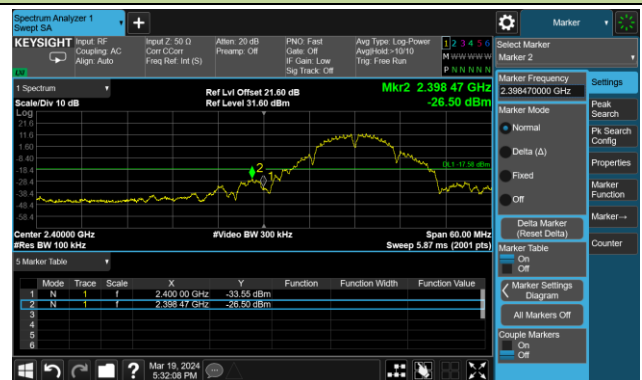 Spectrum Analyzer 1
Swept SA
Marker
KEYSIGHT
Input: RF
Coupling: AC
Align: Auto
Input Z: 50 Ω
Corr CCorr
Freq Ref: Int (S)
Atten: 20 dB
Preamp: Off
PNO: Fast
Gate: Off
IF Gain: Low
Sig Track: Off
Avg Type: Log-Power
Avg|Hold:>10/10
Trig: Free Run
1 2 3 4 5 6
M W W W W W
P N N N N N
LV
1 Spectrum
Scale/Div 10 dB
Log
Ref Lvl Offset 21.60 dB
Ref Level 31.60 dBm
Mkr2 2.398 47 GHz
-26.50 dBm
21.6
11.6
1.60
-8.40
-18.4
-28.4
-38.4
-48.4
-58.4
2
1
DL1 -17.58 dBm
Center 2.40000 GHz
#Res BW 100 kHz
#Video BW 300 kHz
Span 60.00 MHz
Sweep 5.87 ms (2001 pts)
5 Marker Table
Mode Trace Scale X Y Function Function Width Function Value
1 N 1 f 2.400 00 GHz -33.55 dBm
2 N 1 f 2.398 47 GHz -26.50 dBm
3
4
5
6
Mar 19, 2024
5:32:08 PM
Select Marker
Marker 2
Marker Frequency
2.398470000 GHz
Marker Mode
Normal
Delta (Δ)
Fixed
Off
Delta Marker
(Reset Delta)
Marker Table
On
Off
Marker Settings
Diagram
All Markers Off
Couple Markers
On
Off
Settings
Peak
Search
Pk Search
Config
Properties
Marker
Function
Marker→
Counter